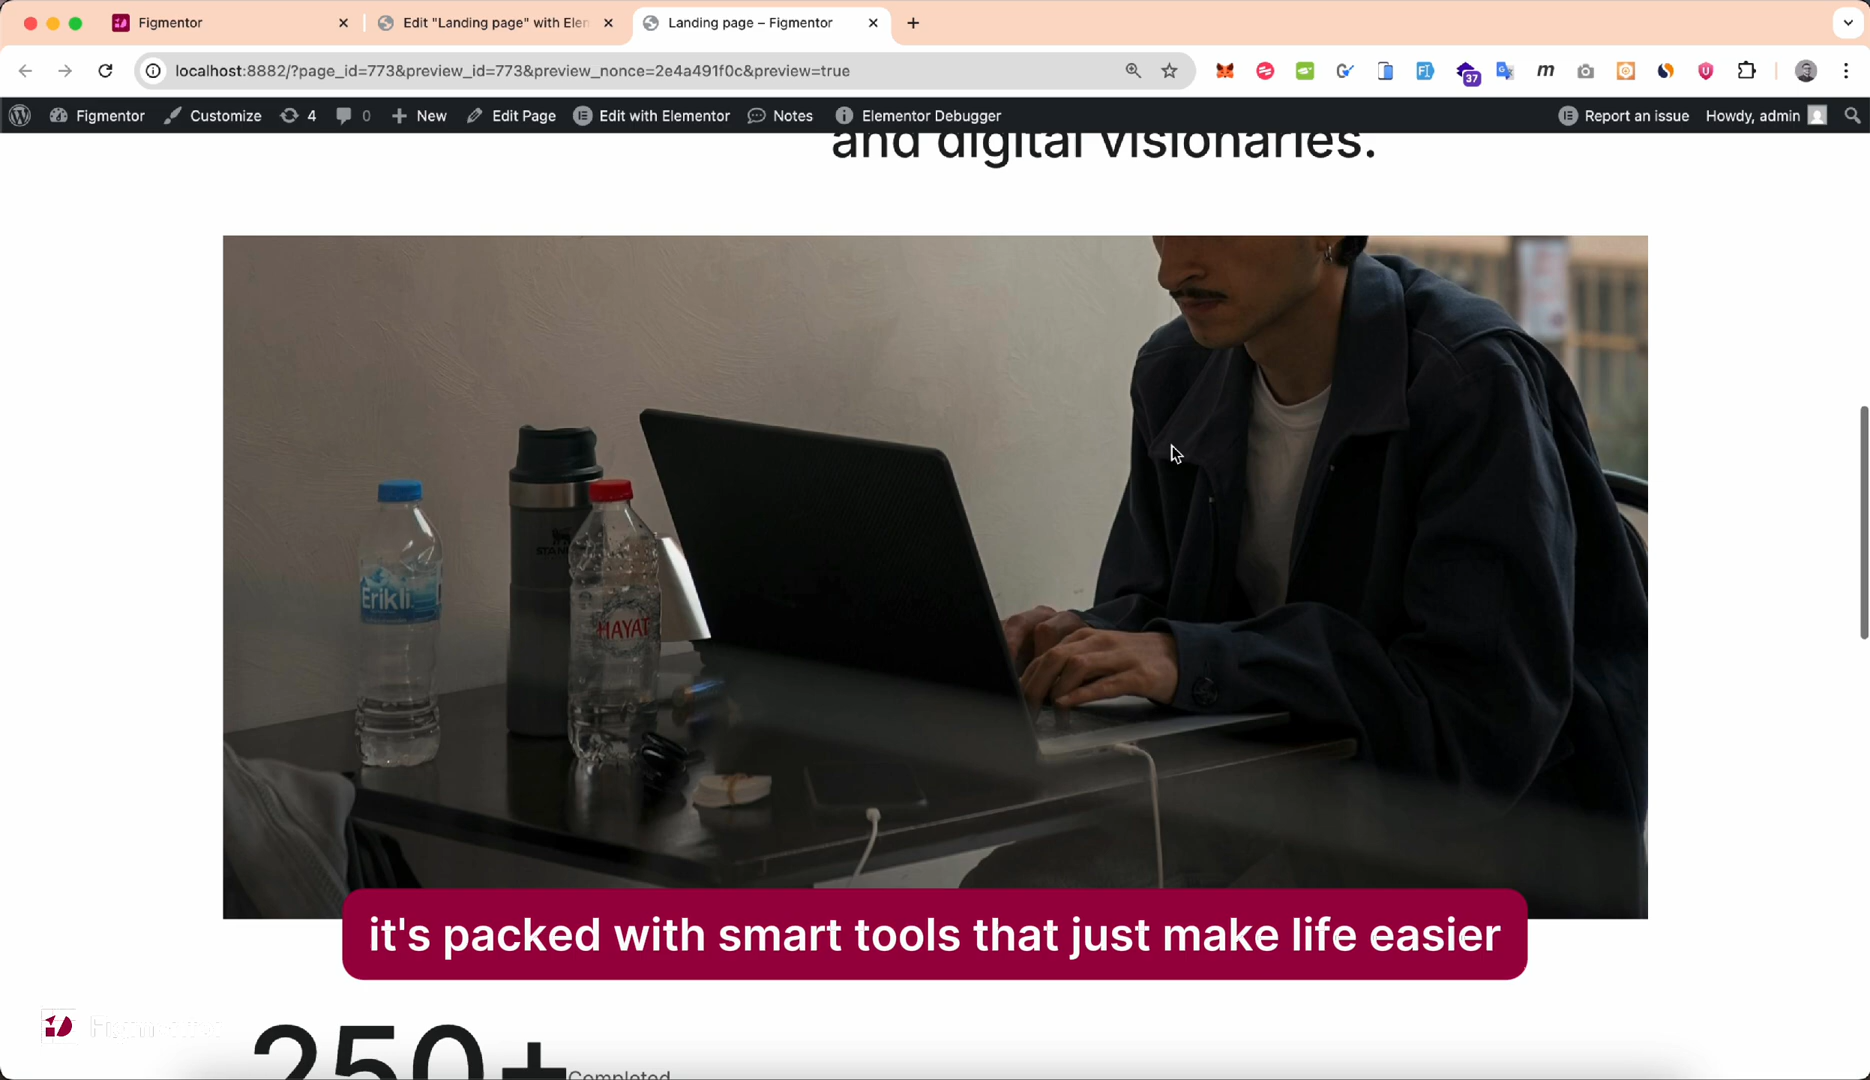 Figmentor
Edit "Landing page" with Elen
Landing page – Figmentor
localhost:8882/?page_id=773&preview_id=773&preview_nonce=2e4a491f0c&preview=true
37
Figmentor
Customize
4
0
New
Edit Page
Edit with Elementor
Notes
Elementor Debugger
Report an issue
Howdy, admin
and digital visionaries.
Erikli
HAYAT
it's packed with smart tools that just make life easier
250+
Completed